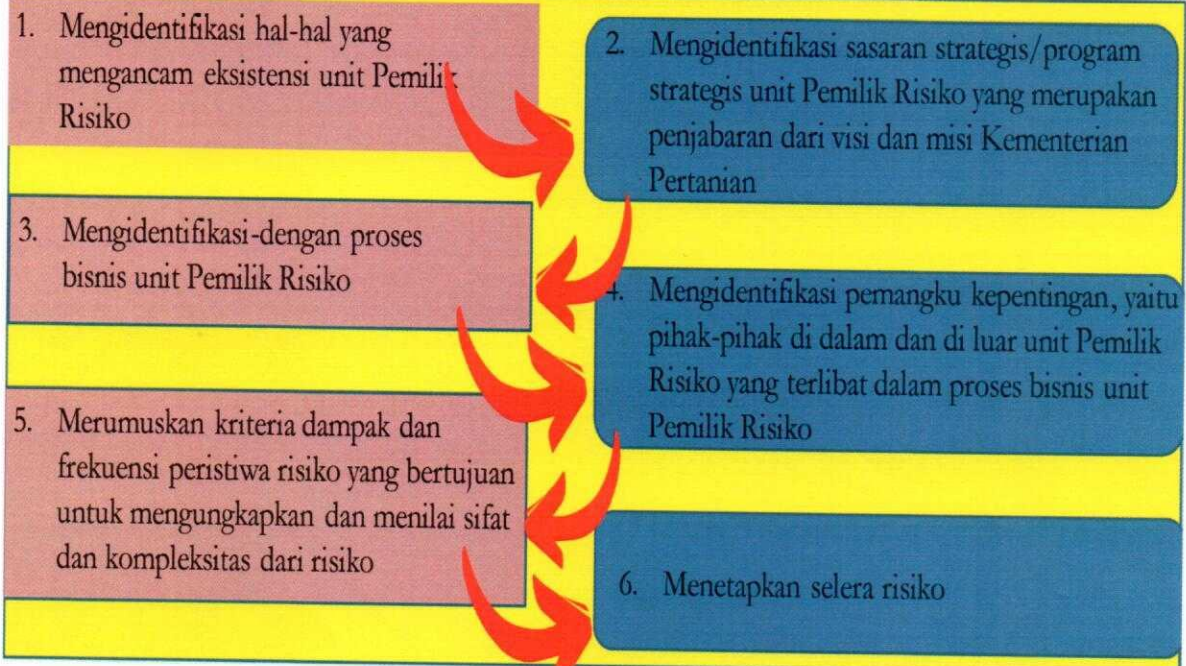 1. Mengidentifikasi hal-hal yang
mengancam eksistensi unit Pemilik
Risiko
2. Mengidentifikasi sasaran strategis/program
strategis unit Pemilik Risiko yang merupakan
penjabaran dari visi dan misi Kementerian
Pertanian
3. Mengidentifikasi-dengan proses
bisnis unit Pemilik Risiko
4. Mengidentifikasi pemangku kepentingan, yaitu
pihak-pihak di dalam dan di luar unit Pemilik
Risiko yang terlibat dalam proses bisnis unit
Pemilik Risiko
5. Merumuskan kriteria dampak dan
frekuensi peristiwa risiko yang bertujuan
untuk mengungkapkan dan menilai sifat
dan kompleksitas dari risiko
6. Menetapkan selera risiko